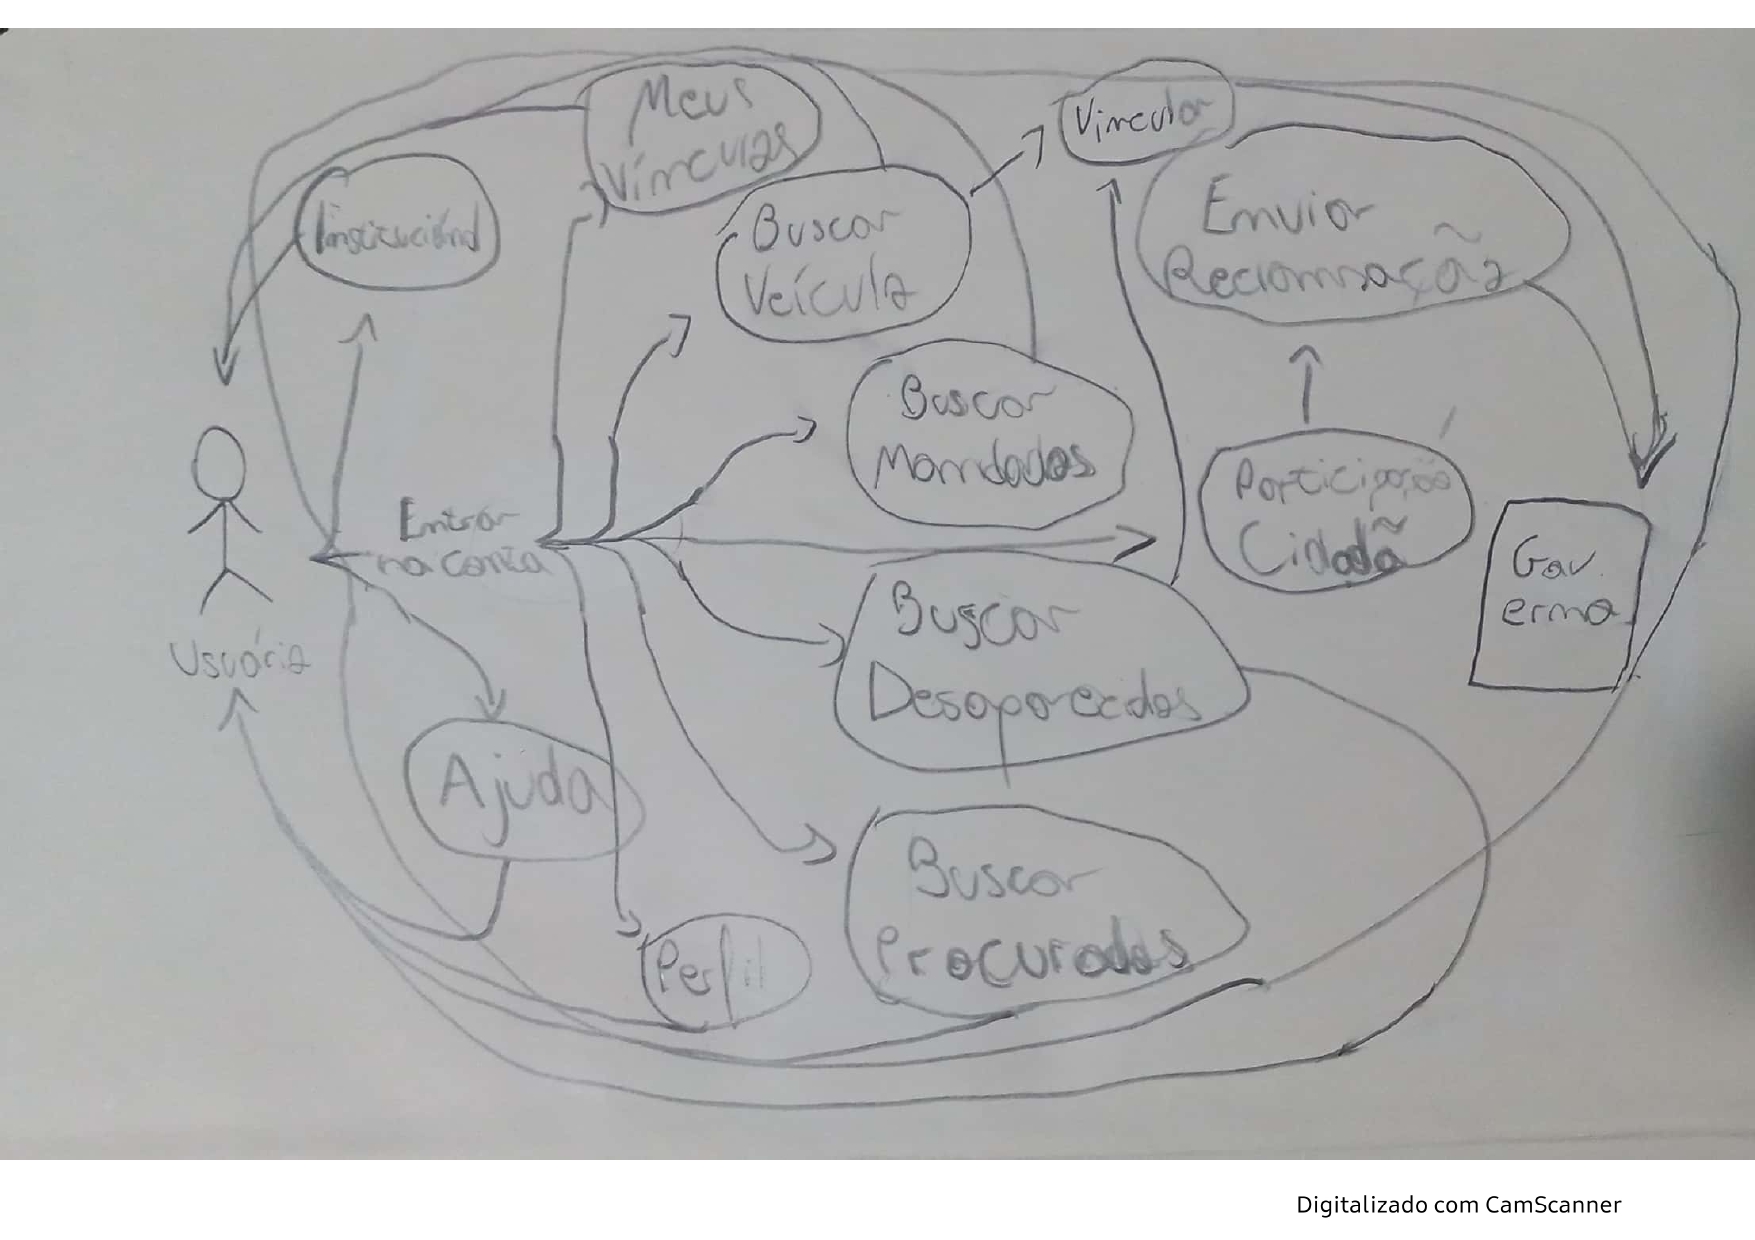 Meus
Vínculos
Vincular
Institucional
Buscar
Veículo
Enviar
Reclamação
Buscar
Mandados
Participação
Cidadã
Entrar
na conta
Gov.
erno
Buscar
Desaparecidos
Usuário
Ajuda
Buscar
Procurados
Perfil
Digitalizado com CamScanner